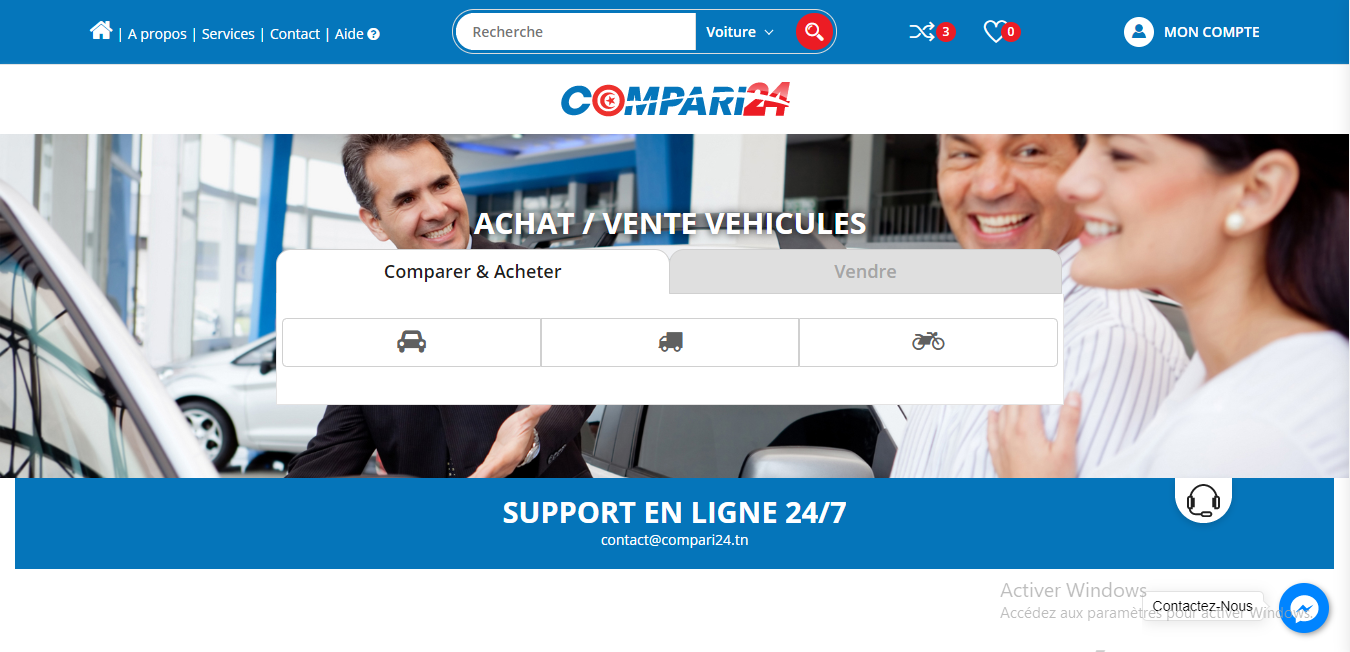 | A propos | Services | Contact | Aide ?
Recherche
Voiture
3
0
MON COMPTE
COMPARI24
ACHAT / VENTE VEHICULES
Comparer & Acheter
Vendre
SUPPORT EN LIGNE 24/7
contact@compari24.tn
Activer Windows
Contactez-Nous
Accédez aux paramètres pour activer Windows.